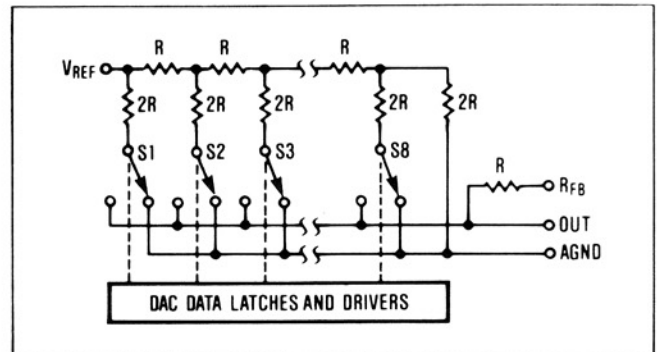 R R R
VREF
2R 2R 2R 2R 2R
S1 S2 S3 S8
R RFB
OUT
AGND
DAC DATA LATCHES AND DRIVERS